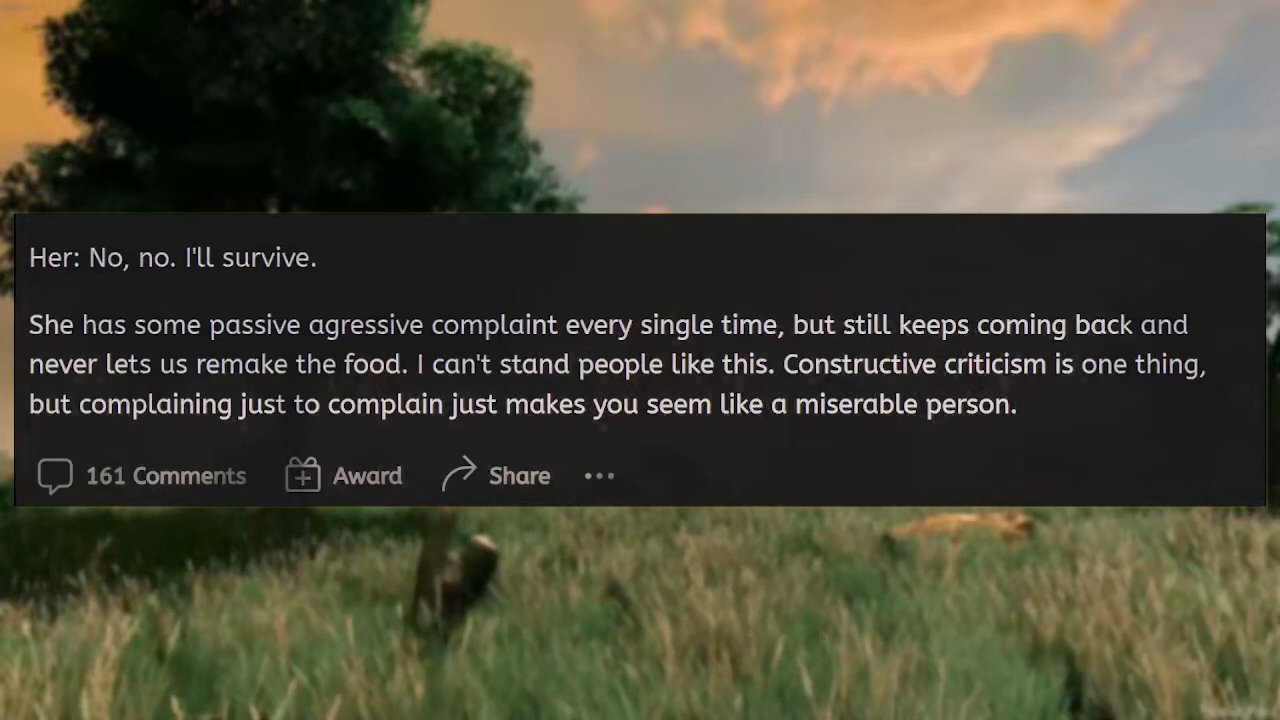 Her: No, no. I'll survive.
She has some passive agressive complaint every single time, but still keeps coming back and
never lets us remake the food. I can't stand people like this. Constructive criticism is one thing,
but complaining just to complain just makes you seem like a miserable person.
161 Comments Award Share ...